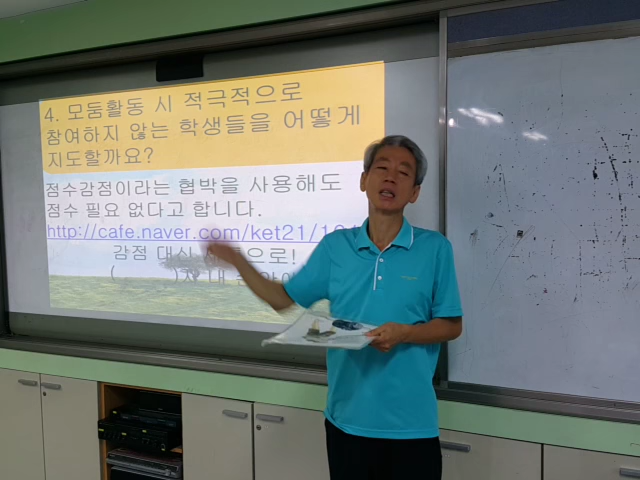 4. 모둠활동 시 적극적으로
참여하지 않는 학생들을 어떻게
지도할까요?
점수감점이라는 협박을 사용해도
점수 필요 없다고 합니다.
http://cafe.naver.com/ket21/1
감점 대신 으로!